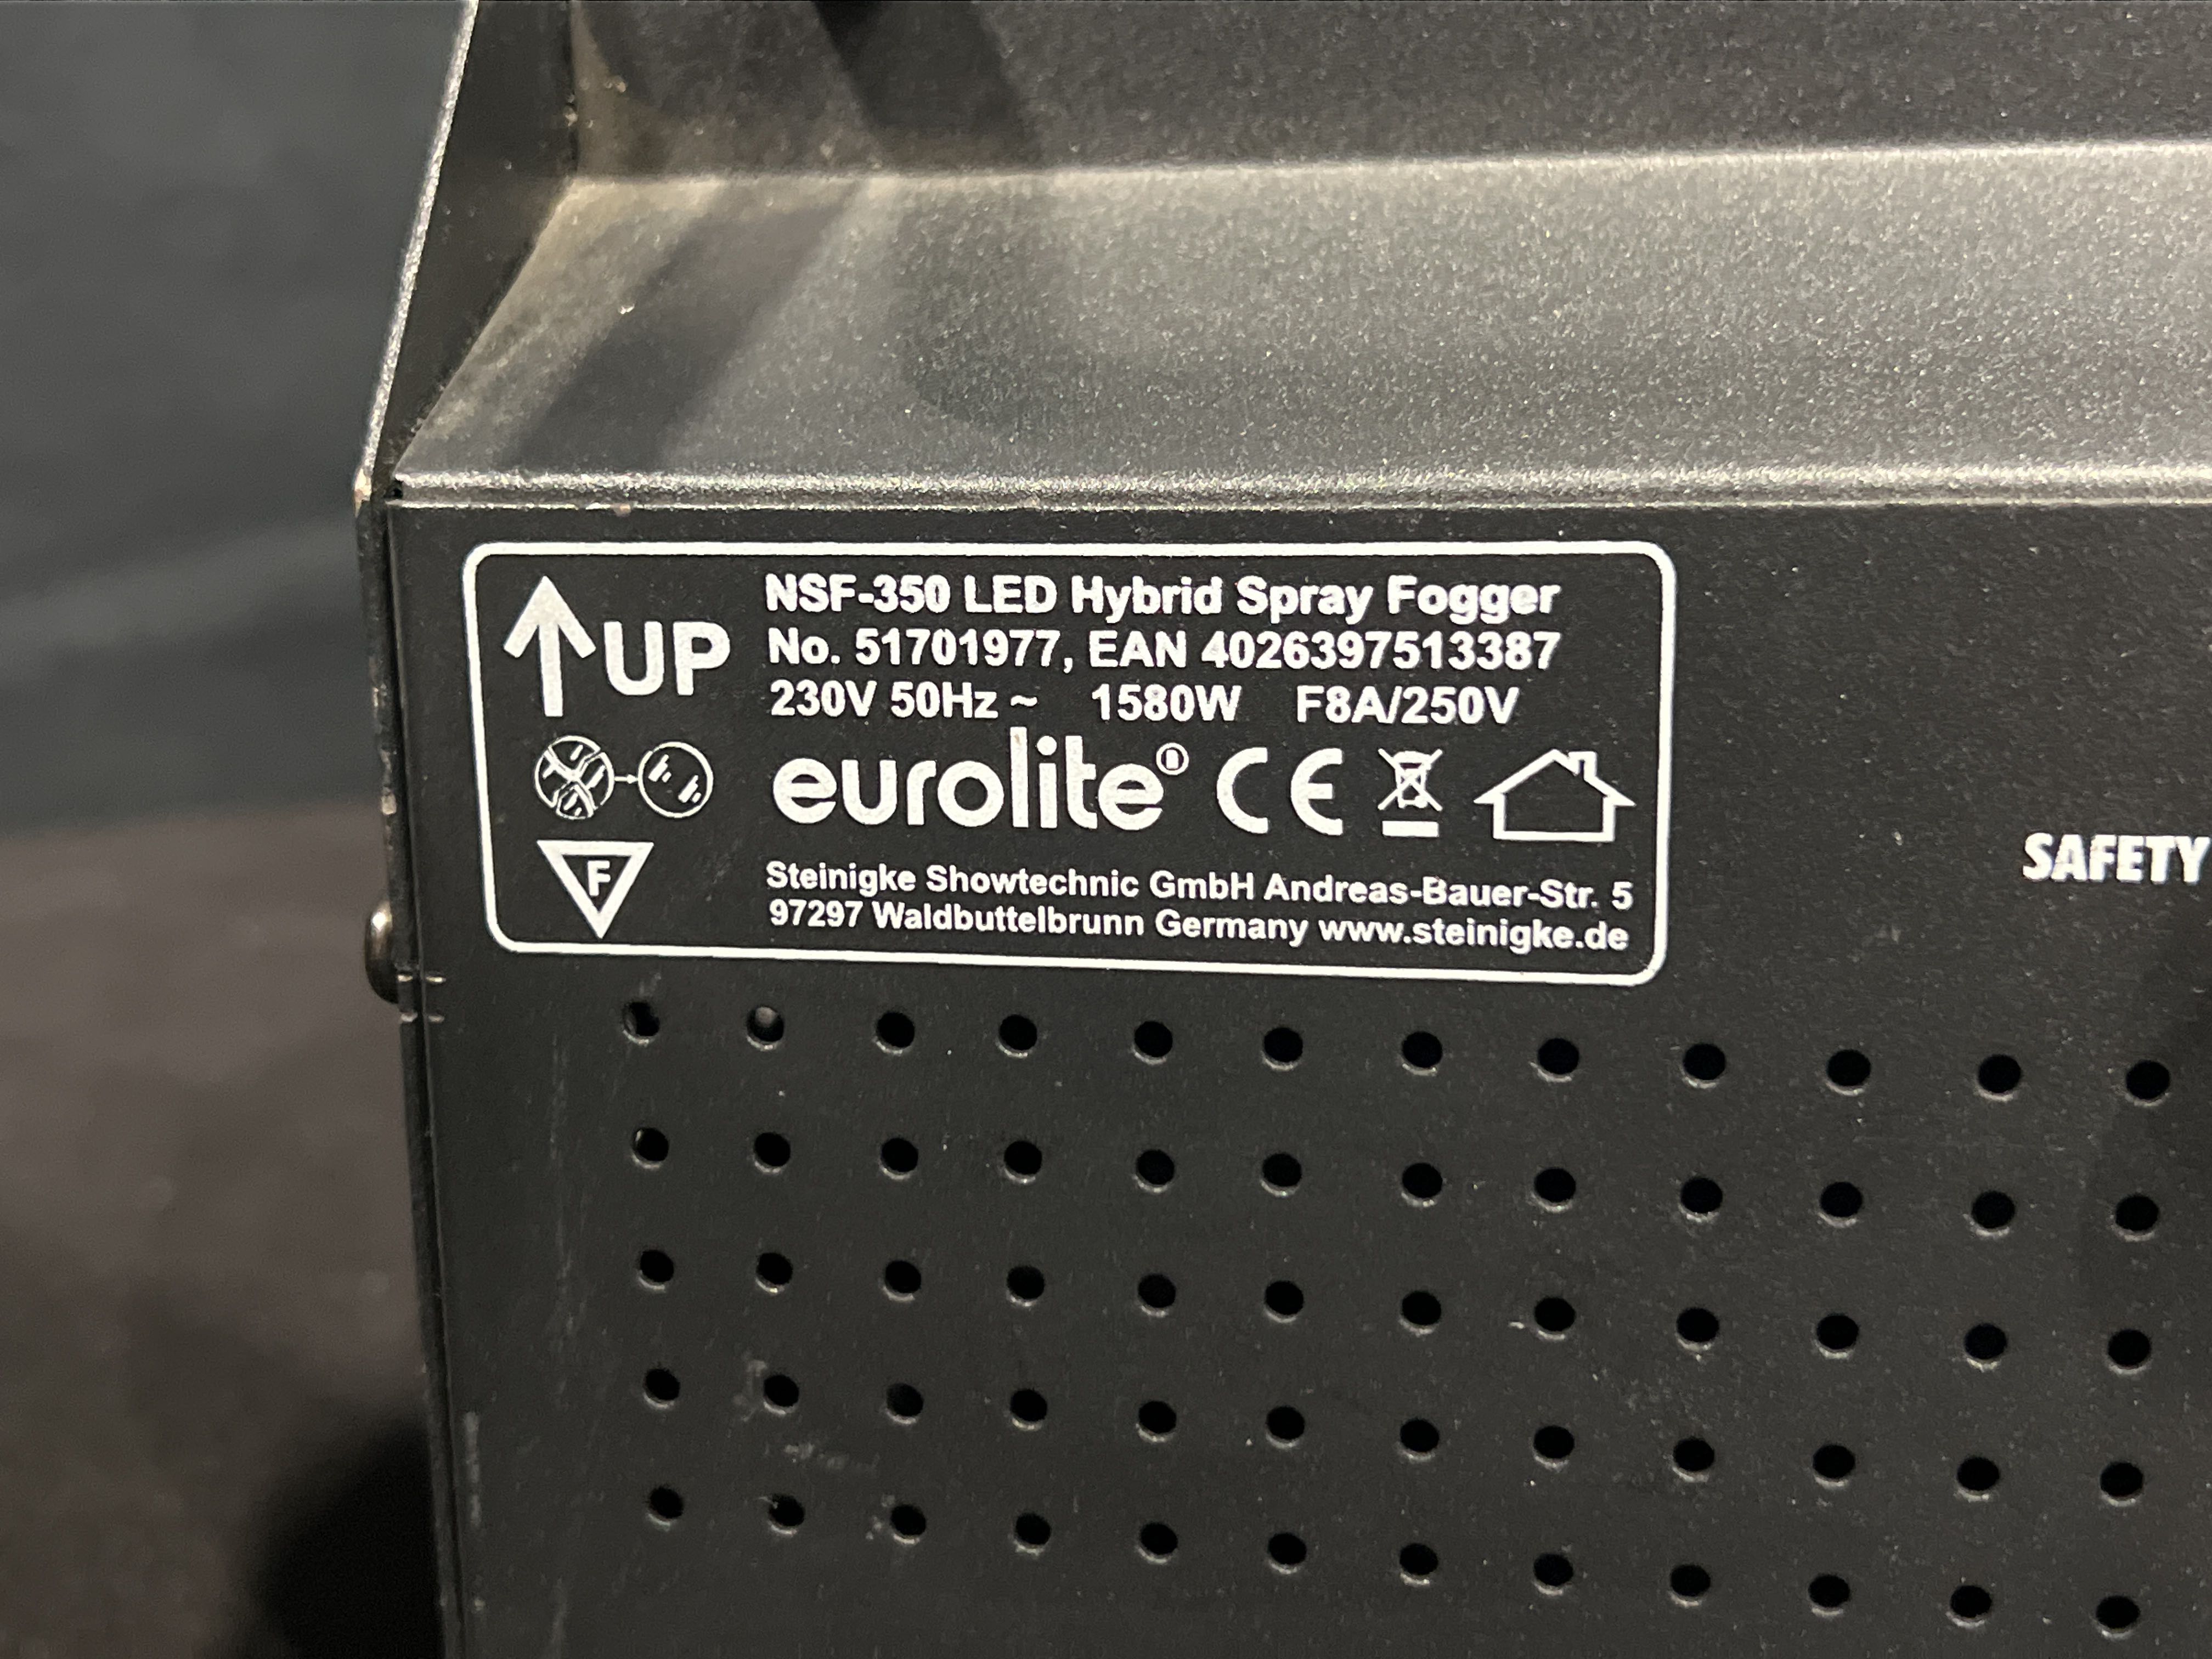 UP
NSF-350 LED Hybrid Spray Fogger
No. 51701977, EAN 4026397513387
230V 50Hz ~ 1580W F8A/250V
eurolite® CE
F
Steinigke Showtechnic GmbH Andreas-Bauer-Str. 5
97297 Waldbuttelbrunn Germany www.steinigke.de
SAFETY